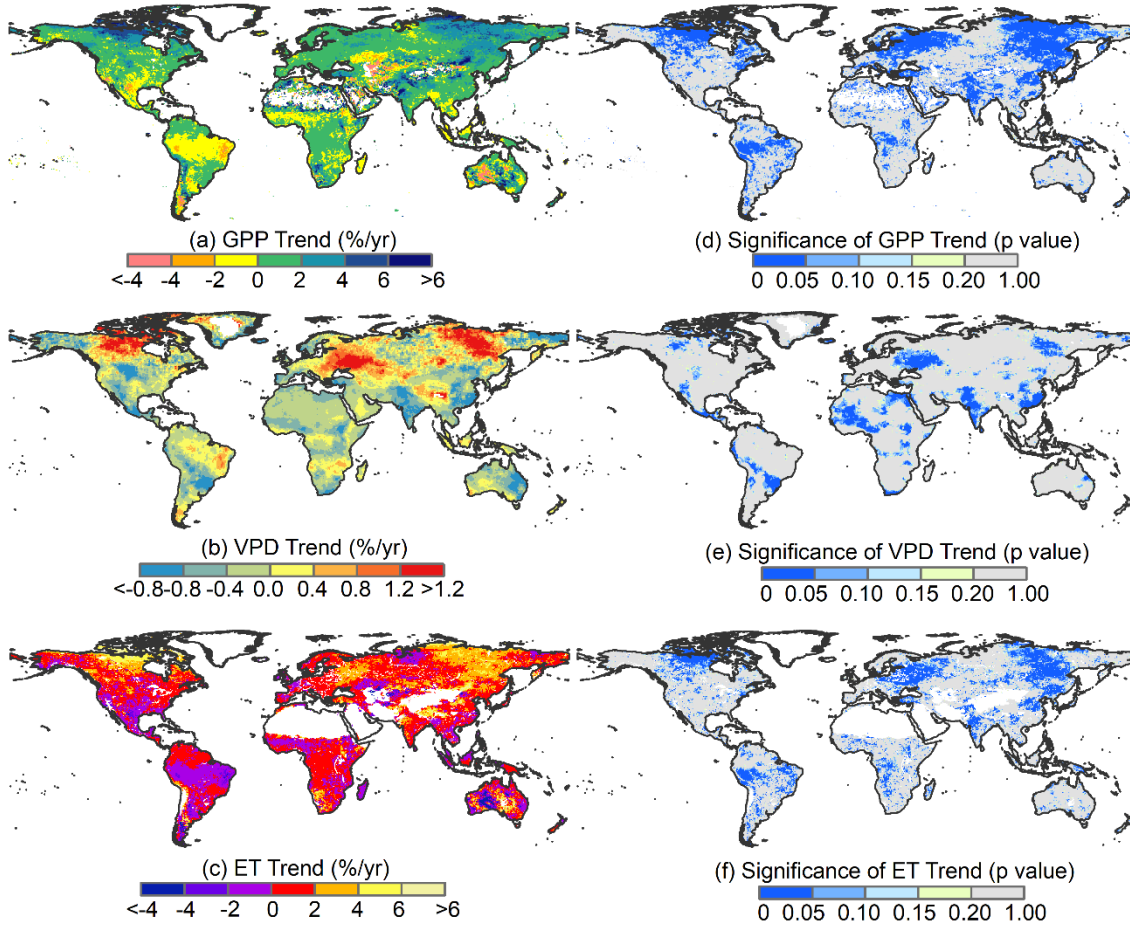 (a) GPP Trend (%/yr)
<-4 -4 -2 0 2 4 6 >6
(d) Significance of GPP Trend (p value)
0 0.05 0.10 0.15 0.20 1.00
(b) VPD Trend (%/yr)
<-0.8 -0.8 -0.4 0.0 0.4 0.8 1.2 >1.2
(e) Significance of VPD Trend (p value)
0 0.05 0.10 0.15 0.20 1.00
(c) ET Trend (%/yr)
<-4 -4 -2 0 2 4 6 >6
(f) Significance of ET Trend (p value)
0 0.05 0.10 0.15 0.20 1.00